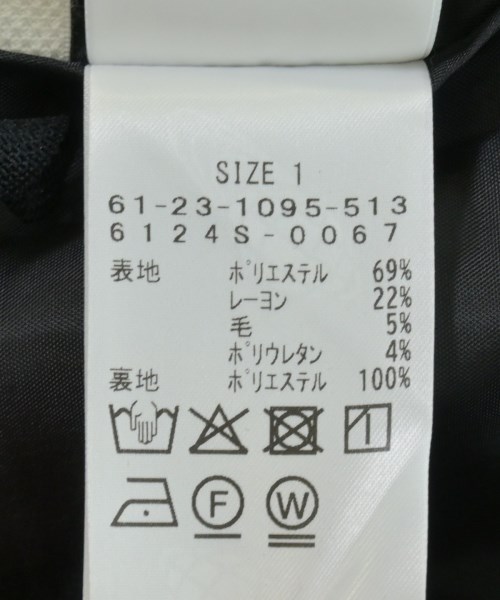 SIZE 1
61-23-1095-513
6124S-0067
表地 ポリエステル 69%
レーヨン 22%
毛 5%
ポリウレタン 4%
裏地 ポリエステル 100%
F W